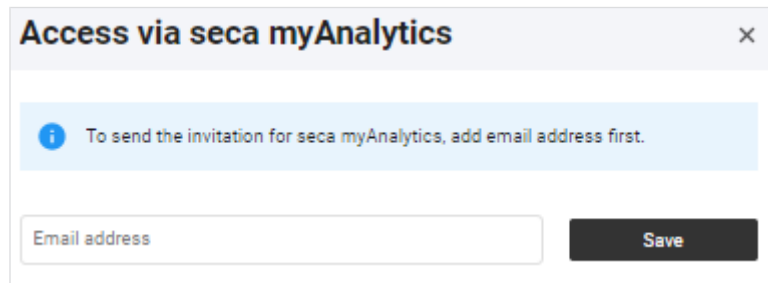 Access via seca myAnalytics
To send the invitation for seca myAnalytics, add email address first.
Email address
Save